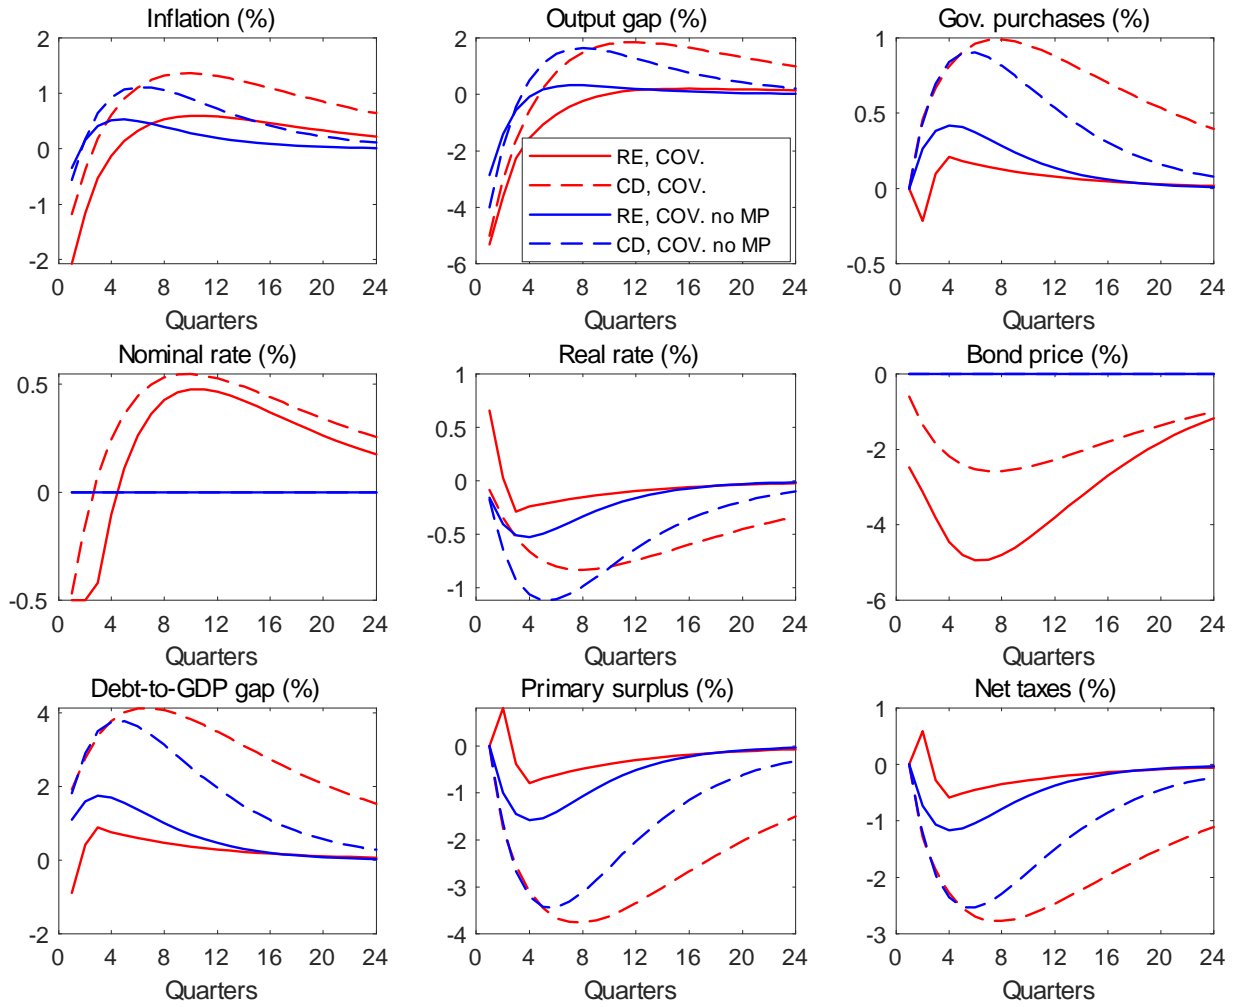 Inflation (%)
2
1
0
-1
-2
0 4 8 12 16 20 24
Quarters
Output gap (%)
2
0
-2
-4
-6
RE, COV.
CD, COV.
RE, COV. no MP
CD, COV. no MP
0 4 8 12 16 20 24
Quarters
Gov. purchases (%)
1
0.5
0
-0.5
0 4 8 12 16 20 24
Quarters
Nominal rate (%)
0.5
0
-0.5
0 4 8 12 16 20 24
Quarters
Real rate (%)
1
0.5
0
-0.5
-1
0 4 8 12 16 20 24
Quarters
Bond price (%)
0
-2
-4
-6
0 4 8 12 16 20 24
Quarters
Debt-to-GDP gap (%)
4
2
0
-2
0 4 8 12 16 20 24
Quarters
Primary surplus (%)
0
-1
-2
-3
-4
0 4 8 12 16 20 24
Quarters
Net taxes (%)
1
0
-1
-2
-3
0 4 8 12 16 20 24
Quarters